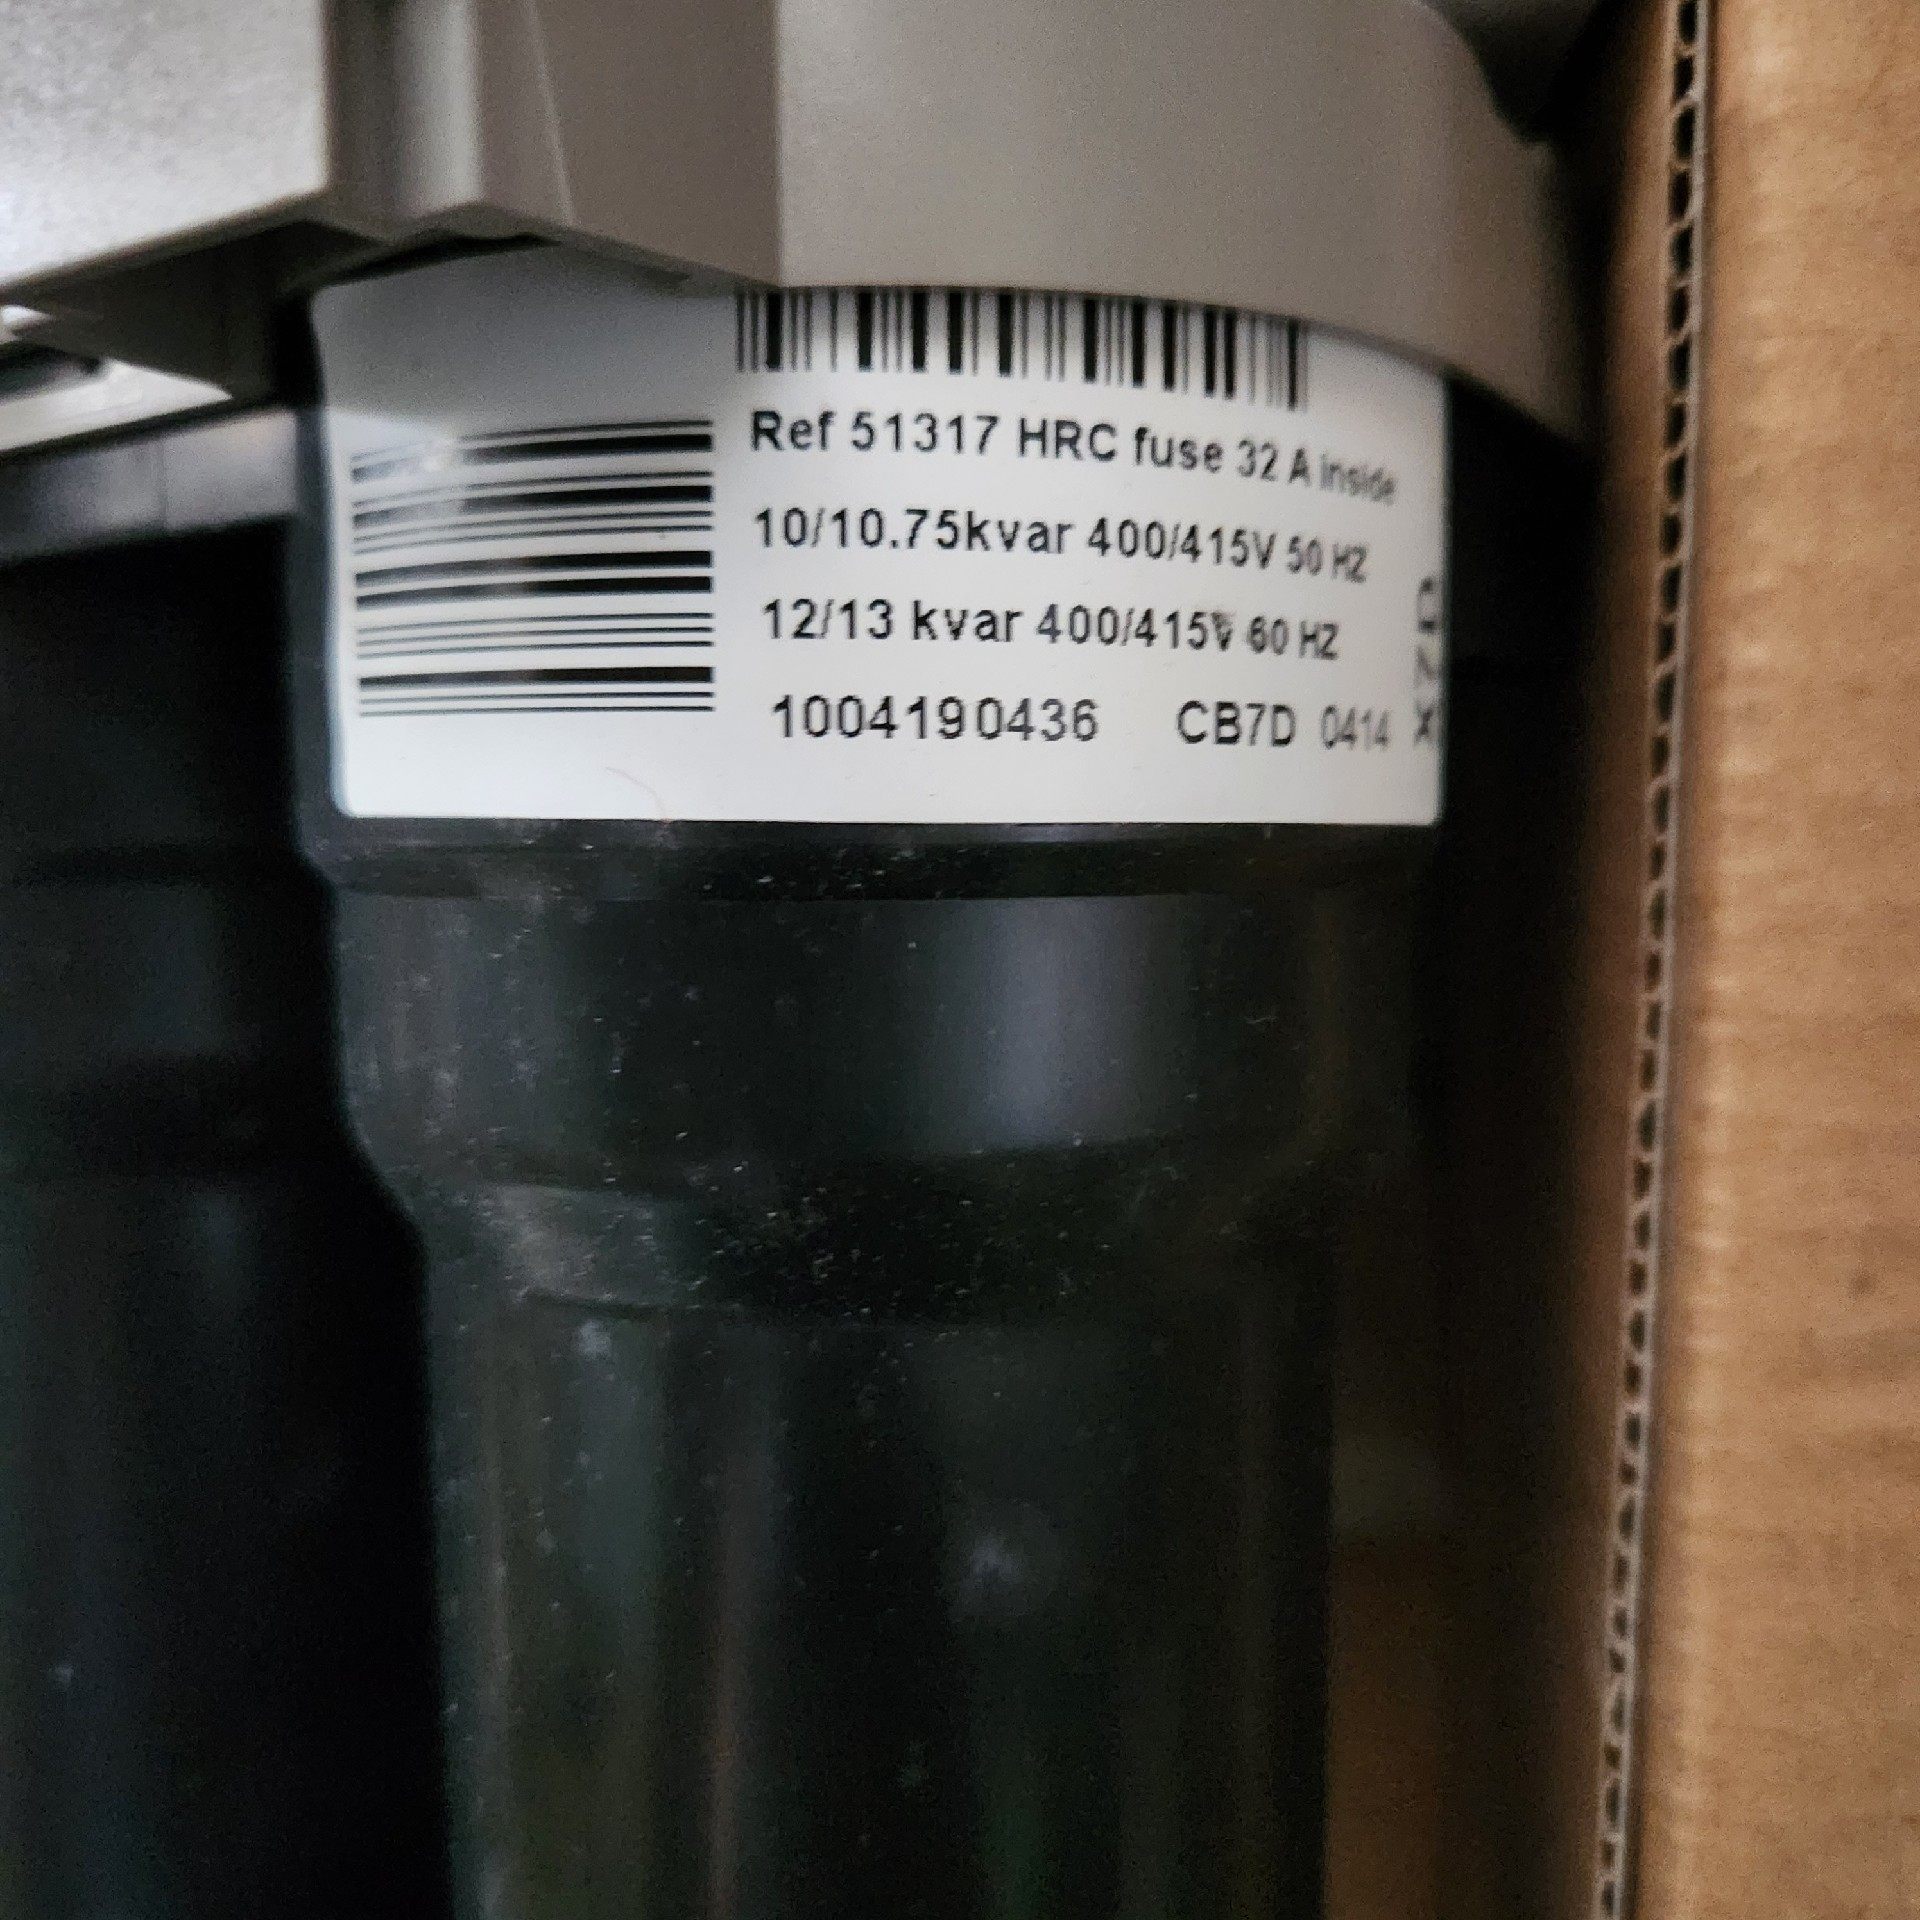 Ref 51317 HRC fuse 32 A inside
10/10.75kvar 400/415V 50 HZ
12/13 kvar 400/415V 60 HZ
1004190436 CB7D 0414